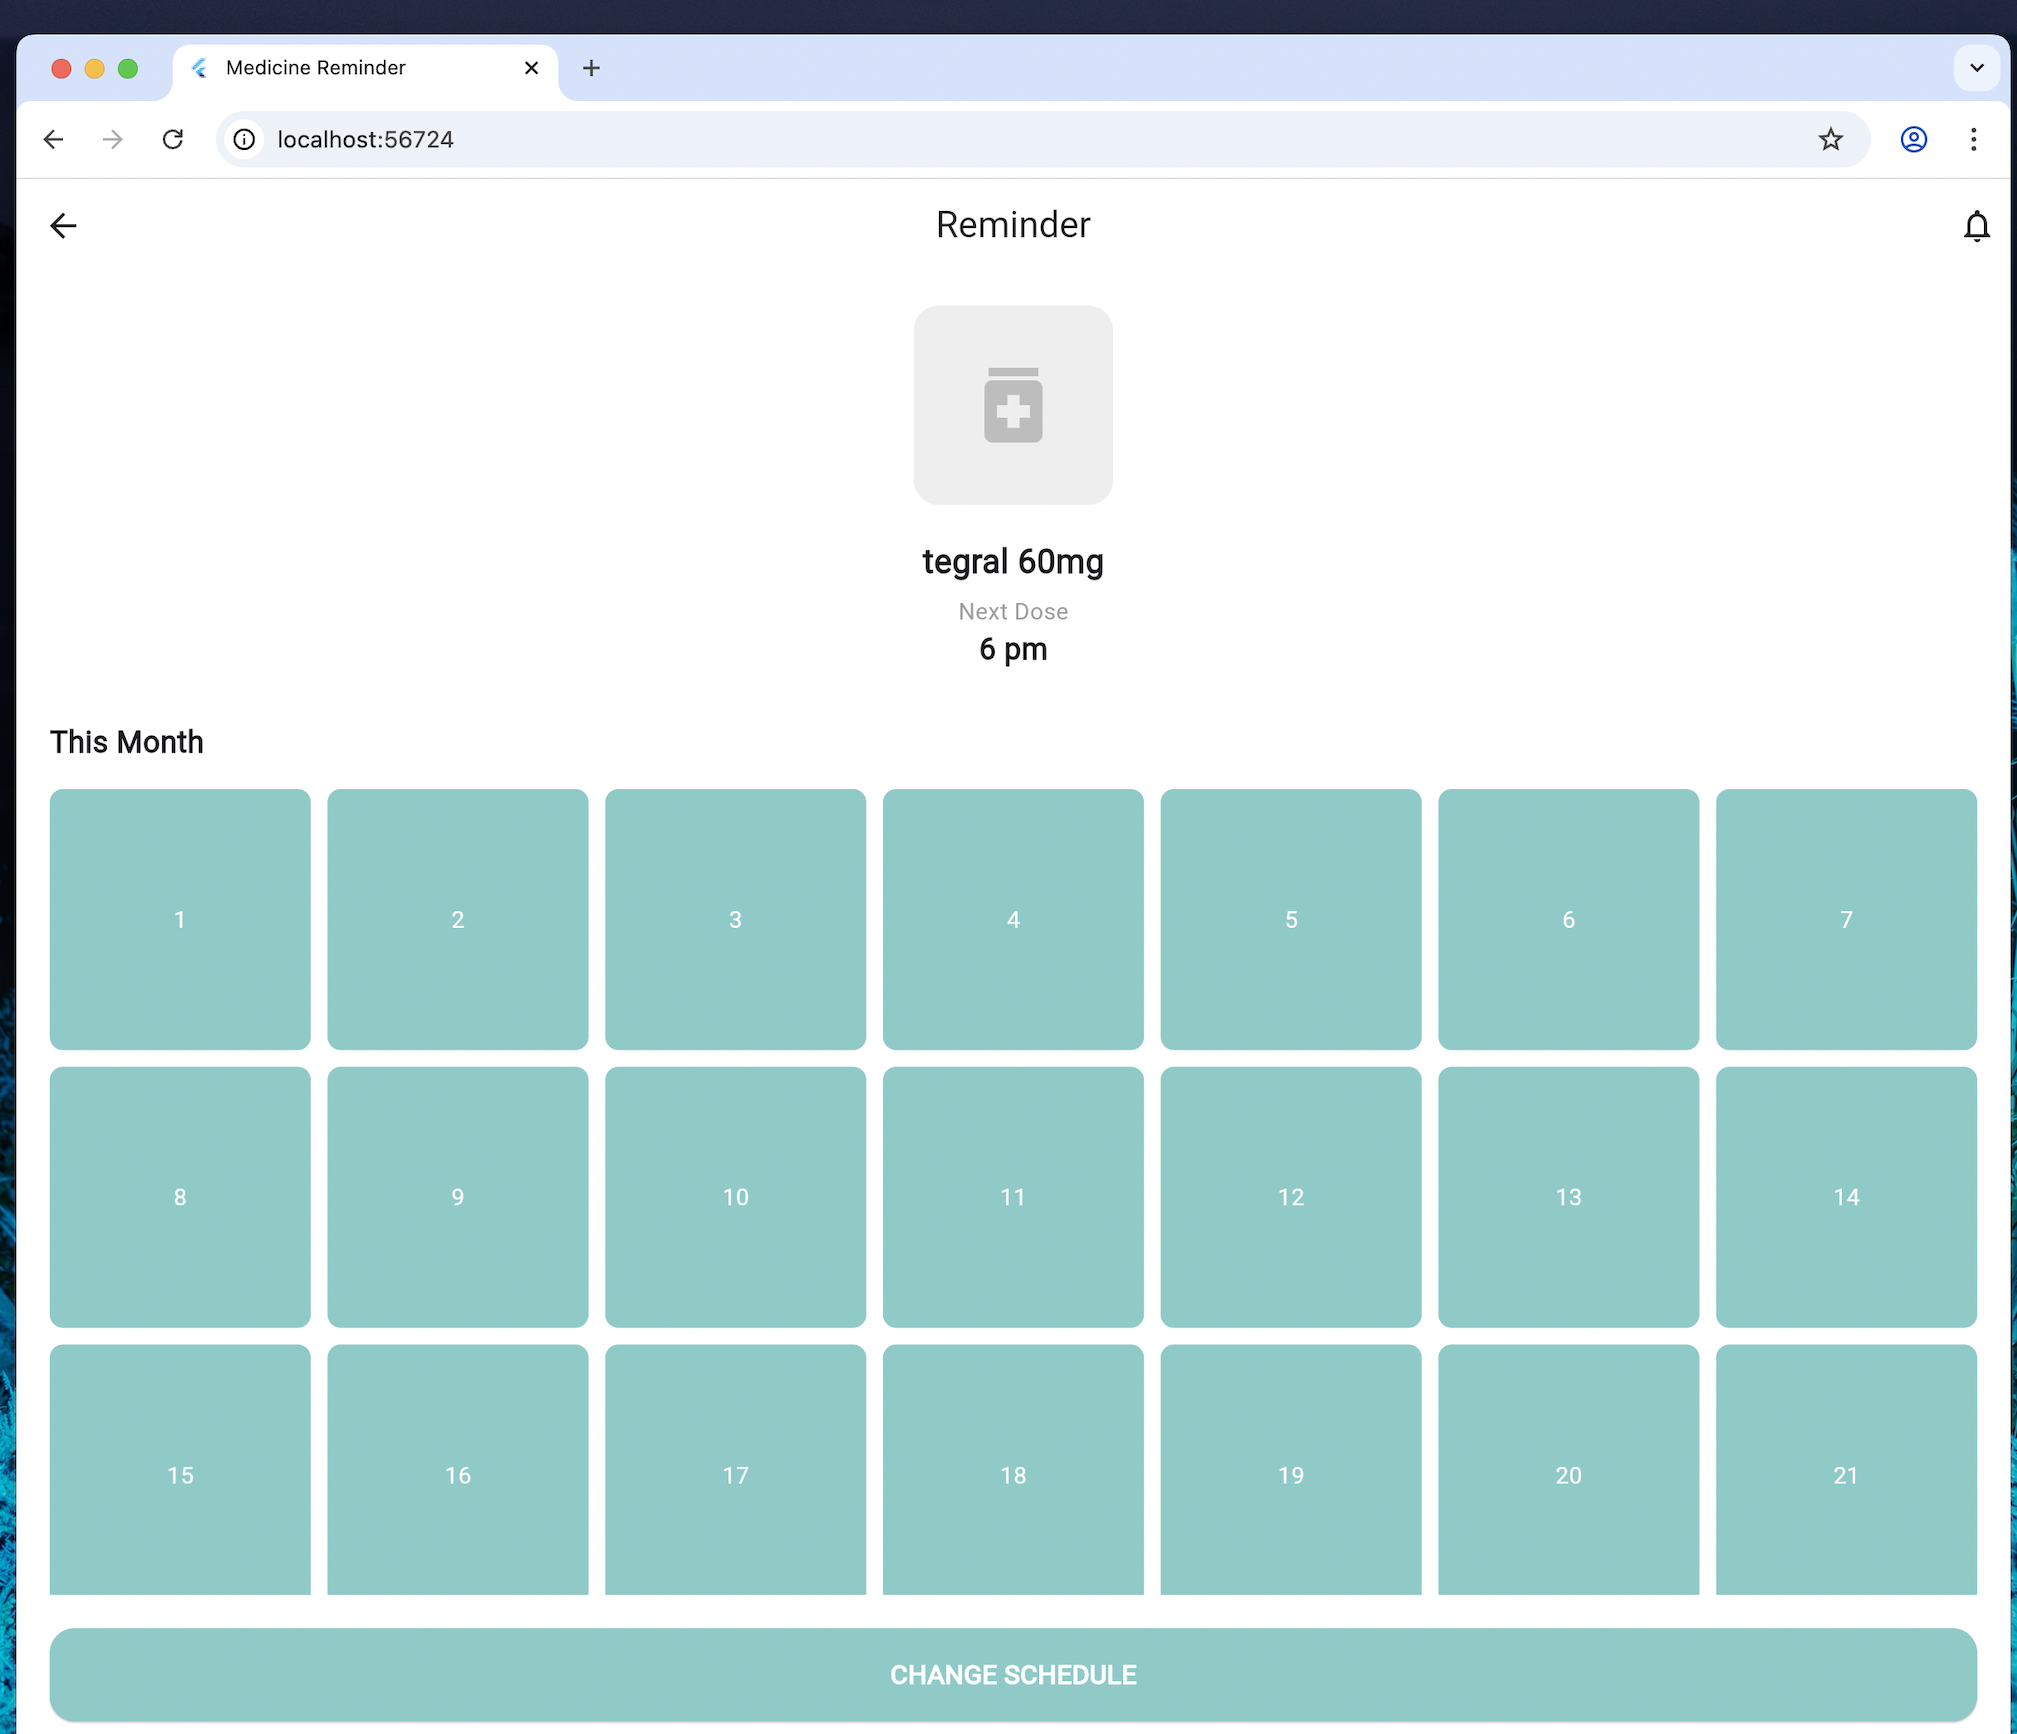 Medicine Reminder
localhost:56724
Reminder
tegral 60mg
Next Dose
6 pm
This Month
1 2 3 4 5 6 7
8 9 10 11 12 13 14
15 16 17 18 19 20 21
CHANGE SCHEDULE